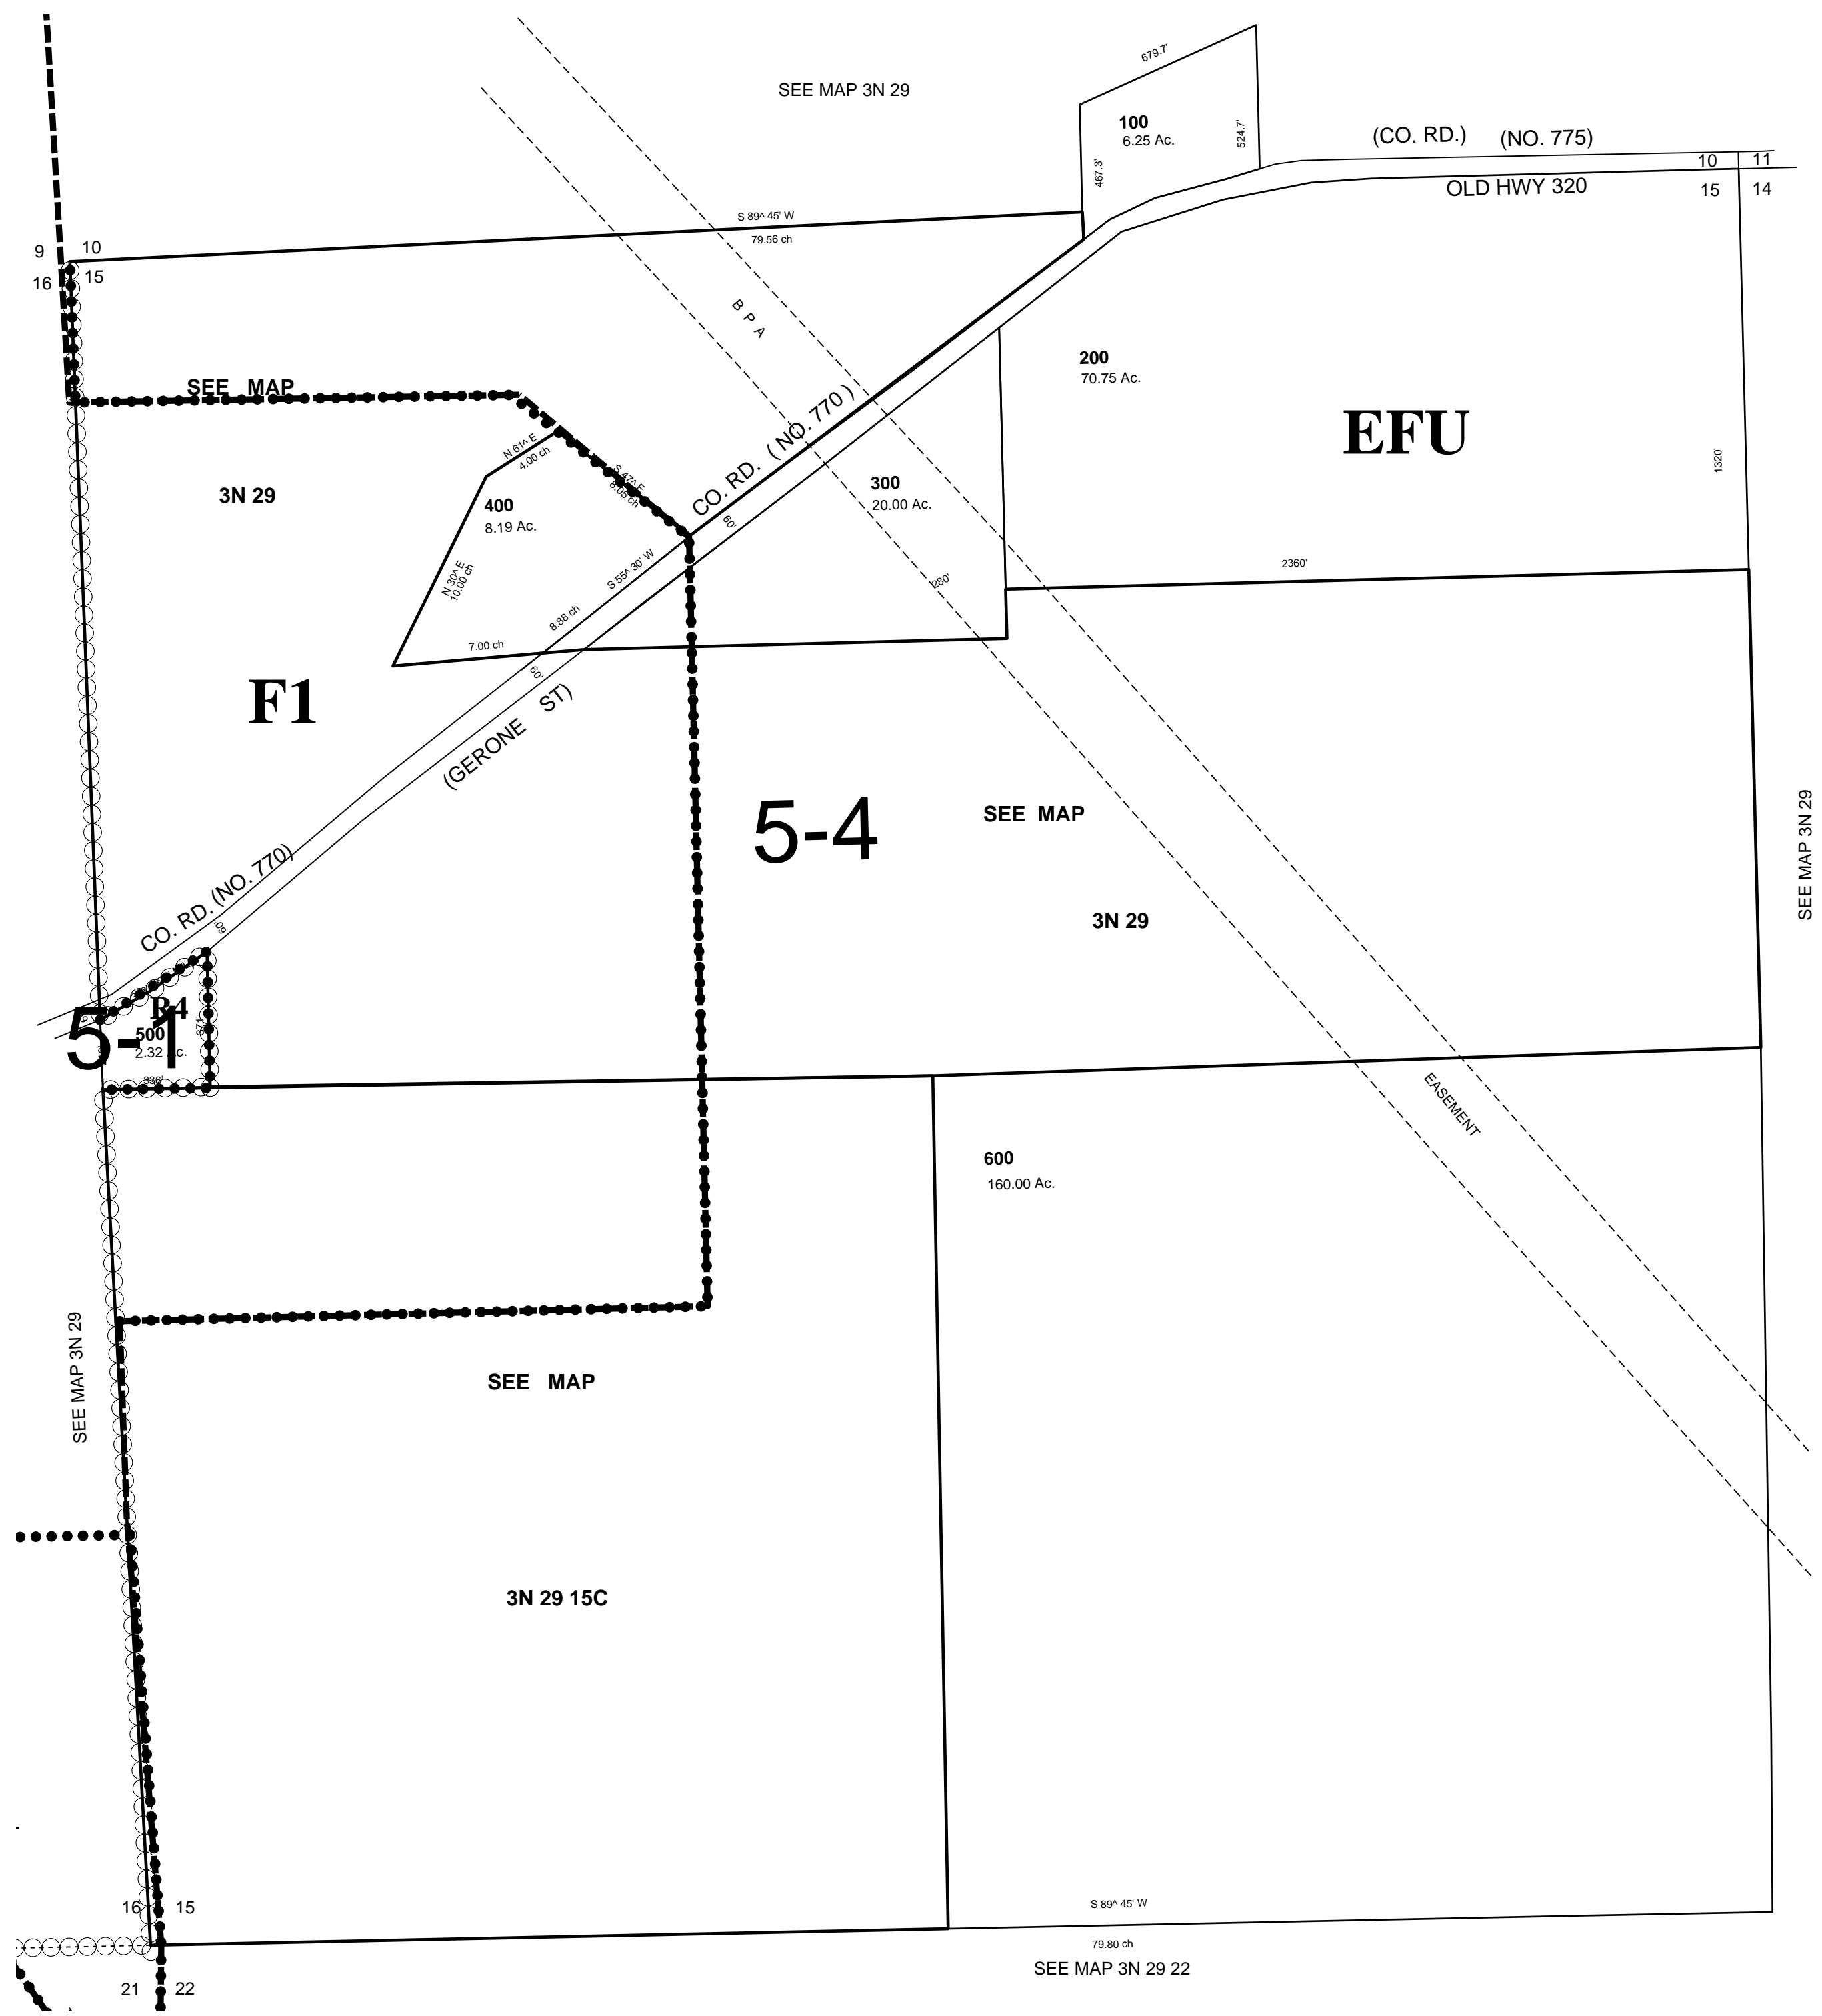 679.7'
SEE MAP 3N 29
100
6.25 Ac.
524.7'
467.3'
(CO. RD.) (NO. 775)
10 11
OLD HWY 320
15 14
S 89^ 45' W
79.56 ch
9 10
16 15
B P A
SEE MAP
3N 29
N 61^ E
4.00 ch
S 47^ E
8.05 ch
CO. RD. ( NO. 770 )
60'
200
70.75 Ac.
EFU
1320'
300
20.00 Ac.
400
8.19 Ac.
N 30^ E
10.00 ch
S 55^ 30' W
8.88 ch
7.00 ch
60'
280'
2360'
F1
(GERONE ST)
5-4
SEE MAP
3N 29
SEE MAP 3N 29
CO. RD. (NO. 770)
60'
R4
5-1
500
2.32 Ac.
371'
336'
EASEMENT
600
160.00 Ac.
SEE MAP 3N 29
SEE MAP
3N 29 15C
16 15
S 89^ 45' W
79.80 ch
SEE MAP 3N 29 22
21 22